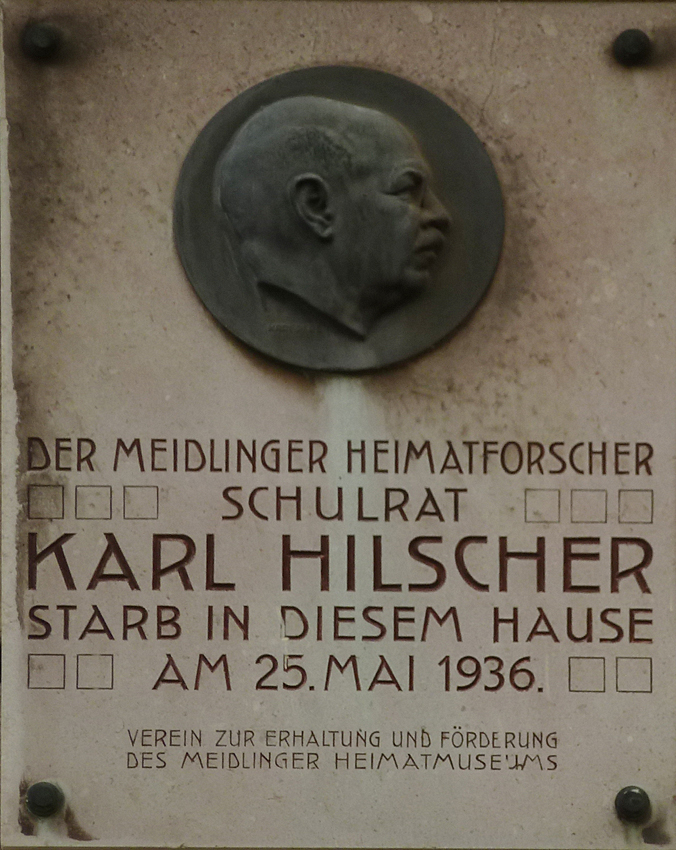 DER MEIDLINGER HEIMATFORSCHER
SCHULRAT
KARL HILSCHER
STARB IN DIESEM HAUSE
AM 25. MAI 1936.
VEREIN ZUR ERHALTUNG UND FÖRDERUNG
DES MEIDLINGER HEIMATMUSEUMS